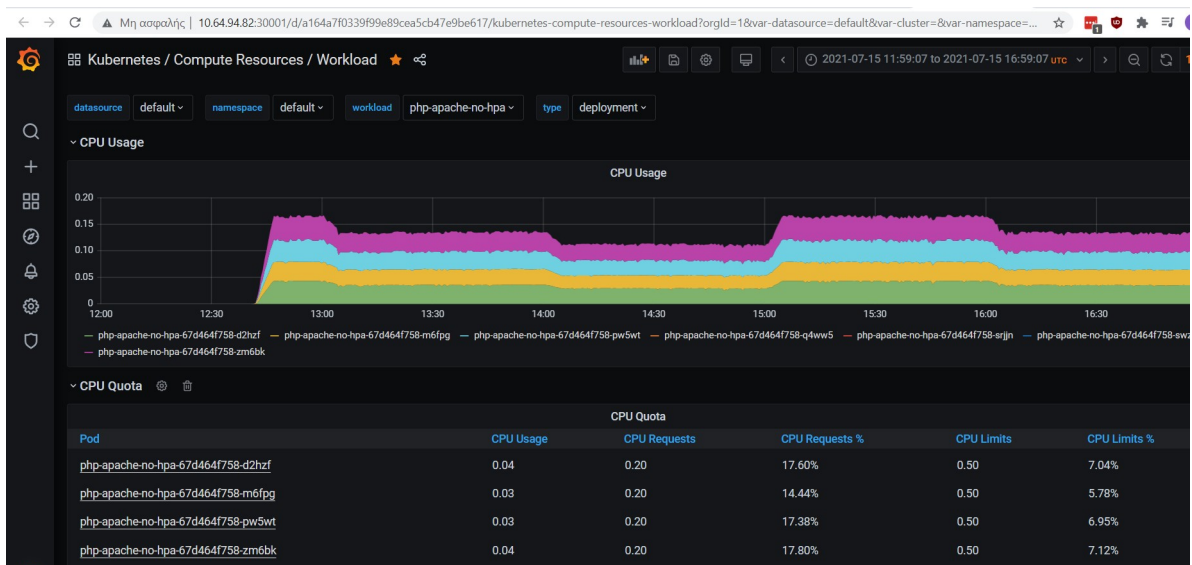 Μη ασφαλής | 10.64.94.82:30001/d/a164a7f0339f99e89cea5cb47e9be617/kubernetes-compute-resources-workload?orgId=1&var-datasource=default&var-cluster=&var-namespace=...
1
Kubernetes / Compute Resources / Workload
2021-07-15 11:59:07 to 2021-07-15 16:59:07 UTC
datasource default namespace default workload php-apache-no-hpa type deployment
CPU Usage
CPU Usage
0.20
0.15
0.10
0.05
0
12:00 12:30 13:00 13:30 14:00 14:30 15:00 15:30 16:00 16:30
php-apache-no-hpa-67d464f758-d2hzf php-apache-no-hpa-67d464f758-m6fpg php-apache-no-hpa-67d464f758-pw5wt php-apache-no-hpa-67d464f758-q4ww5 php-apache-no-hpa-67d464f758-srjjn php-apache-no-hpa-67d464f758-swz
php-apache-no-hpa-67d464f758-zm6bk
CPU Quota
CPU Quota
Pod CPU Usage CPU Requests CPU Requests % CPU Limits CPU Limits %
php-apache-no-hpa-67d464f758-d2hzf 0.04 0.20 17.60% 0.50 7.04%
php-apache-no-hpa-67d464f758-m6fpg 0.03 0.20 14.44% 0.50 5.78%
php-apache-no-hpa-67d464f758-pw5wt 0.03 0.20 17.38% 0.50 6.95%
php-apache-no-hpa-67d464f758-zm6bk 0.04 0.20 17.80% 0.50 7.12%